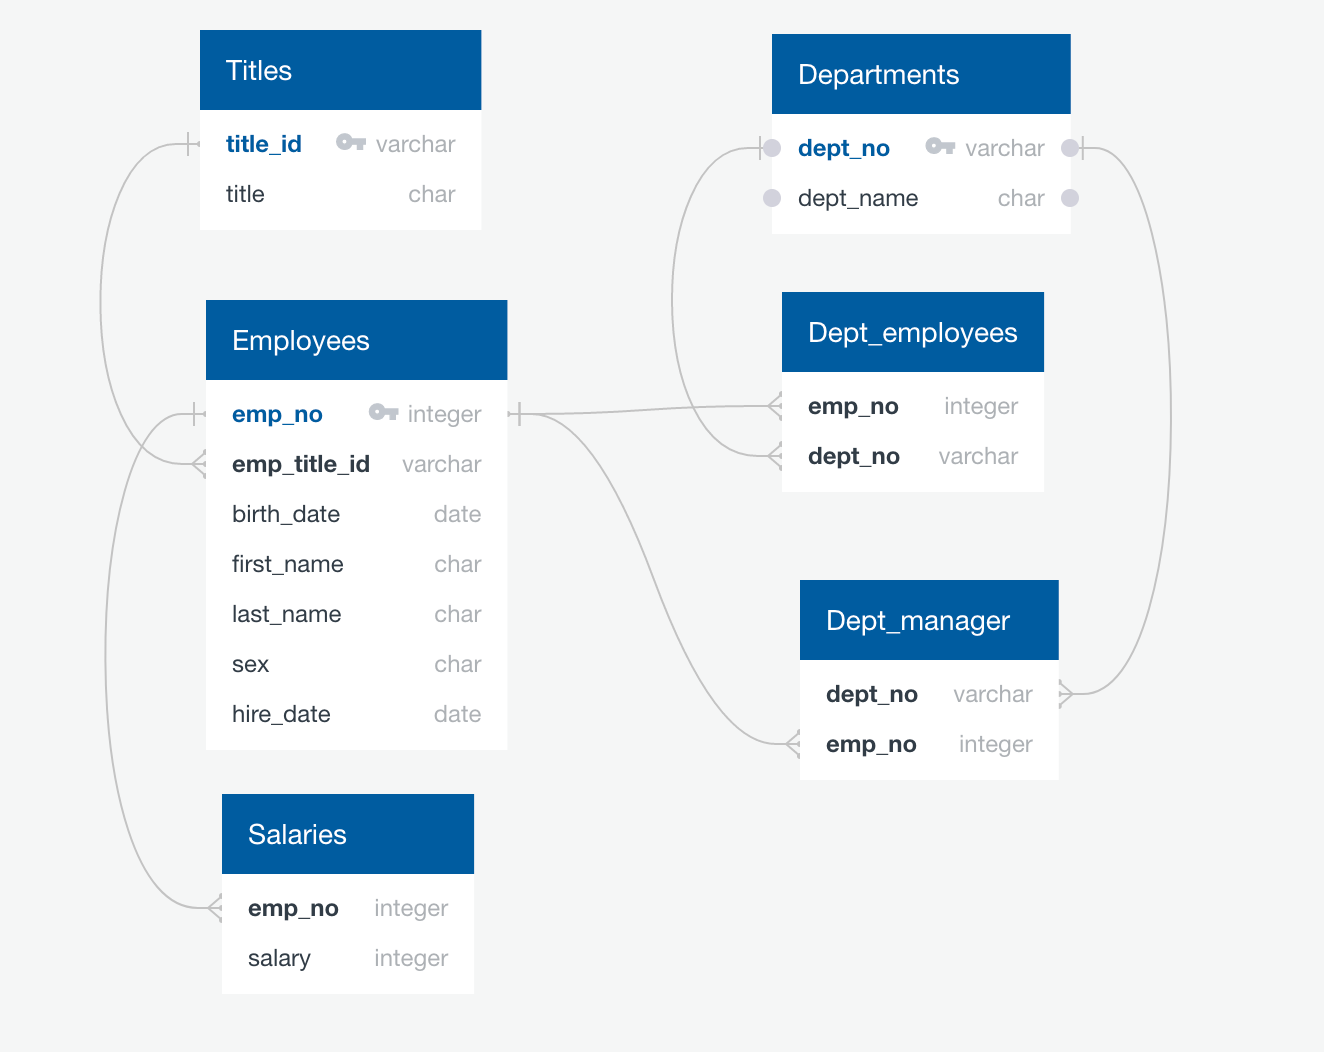 Titles
title_id varchar
title char
Employees
emp_no integer
emp_title_id varchar
birth_date date
first_name char
last_name char
sex char
hire_date date
Salaries
emp_no integer
salary integer
Departments
dept_no varchar
dept_name char
Dept_employees
emp_no integer
dept_no varchar
Dept_manager
dept_no varchar
emp_no integer